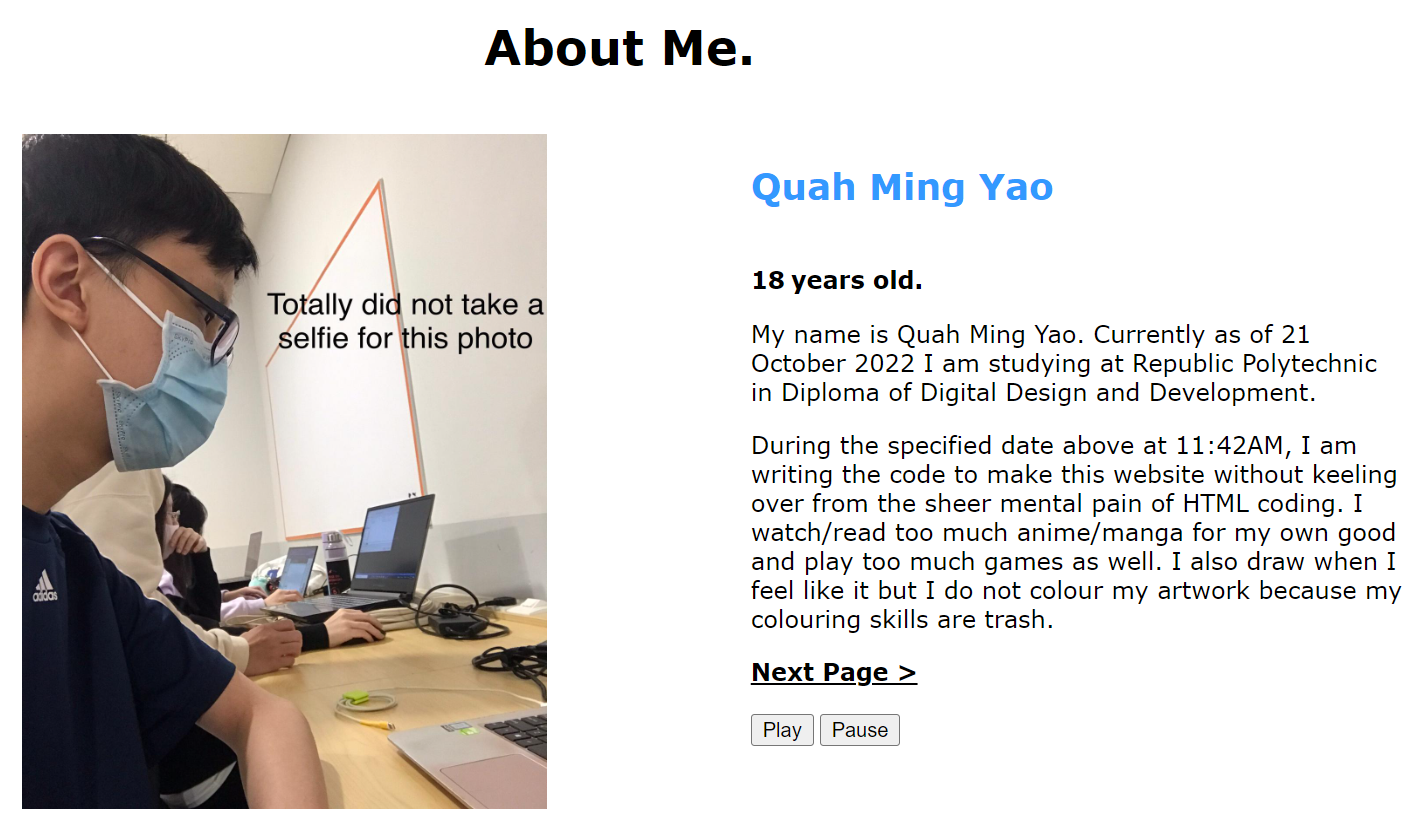 About Me.
Totally did not take a
selfie for this photo
adidas
Quah Ming Yao
18 years old.
My name is Quah Ming Yao. Currently as of 21
October 2022 I am studying at Republic Polytechnic
in Diploma of Digital Design and Development.
During the specified date above at 11:42AM, I am
writing the code to make this website without keeling
over from the sheer mental pain of HTML coding. I
watch/read too much anime/manga for my own good
and play too much games as well. I also draw when I
feel like it but I do not colour my artwork because my
colouring skills are trash.
Next Page >
Play Pause